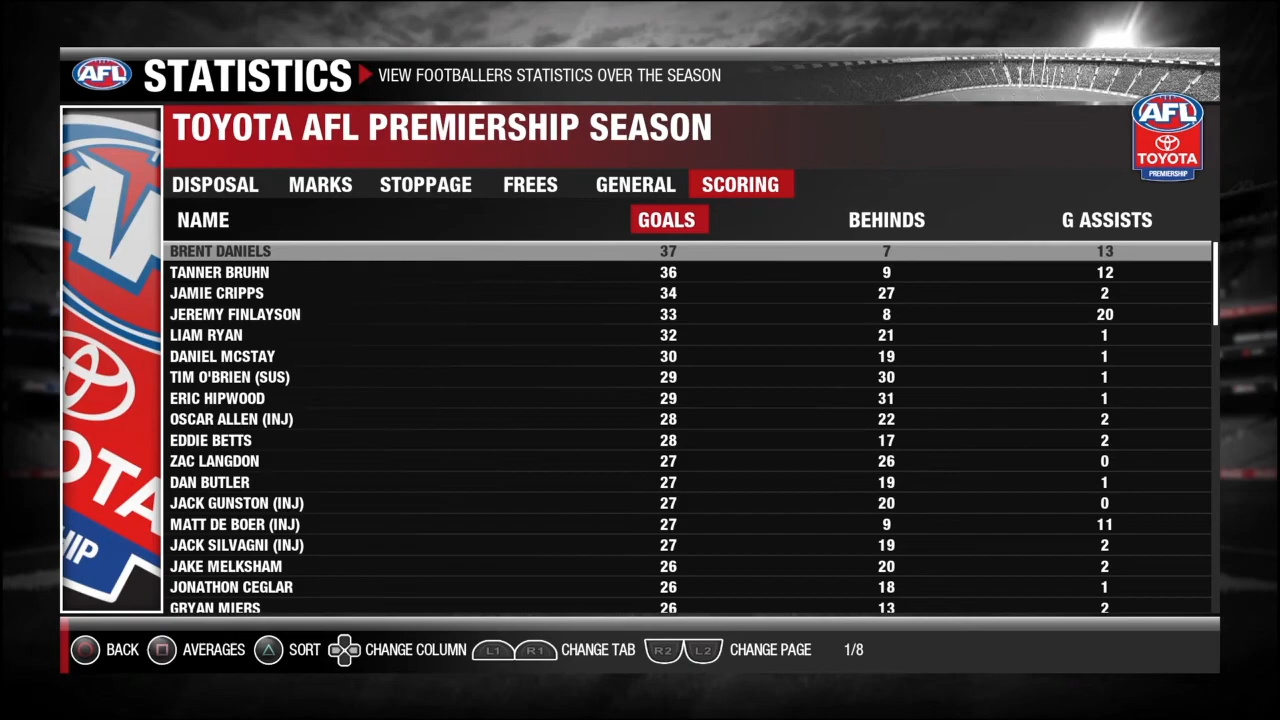 AFL STATISTICS VIEW FOOTBALLERS STATISTICS OVER THE SEASON
TOYOTA AFL PREMIERSHIP SEASON
AFL
TOYOTA
PREMIERSHIP
DISPOSAL MARKS STOPPAGE FREES GENERAL SCORING
NAME GOALS BEHINDS G ASSISTS
BRENT DANIELS 37 7 13
TANNER BRUHN 36 9 12
JAMIE CRIPPS 34 27 2
JEREMY FINLAYSON 33 8 20
LIAM RYAN 32 21 1
DANIEL MCSTAY 30 19 1
TIM O'BRIEN (SUS) 29 30 1
ERIC HIPWOOD 29 31 1
OSCAR ALLEN (INJ) 28 22 2
EDDIE BETTS 28 17 2
ZAC LANGDON 27 26 0
DAN BUTLER 27 19 1
JACK GUNSTON (INJ) 27 20 0
MATT DE BOER (INJ) 27 9 11
JACK SILVAGNI (INJ) 27 19 2
JAKE MELKSHAM 26 20 2
JONATHON CEGLAR 26 18 1
GRYAN MIERS 26 13 2
OTA
HIP
BACK AVERAGES SORT CHANGE COLUMN L1 R1 CHANGE TAB R2 L2 CHANGE PAGE 1/8